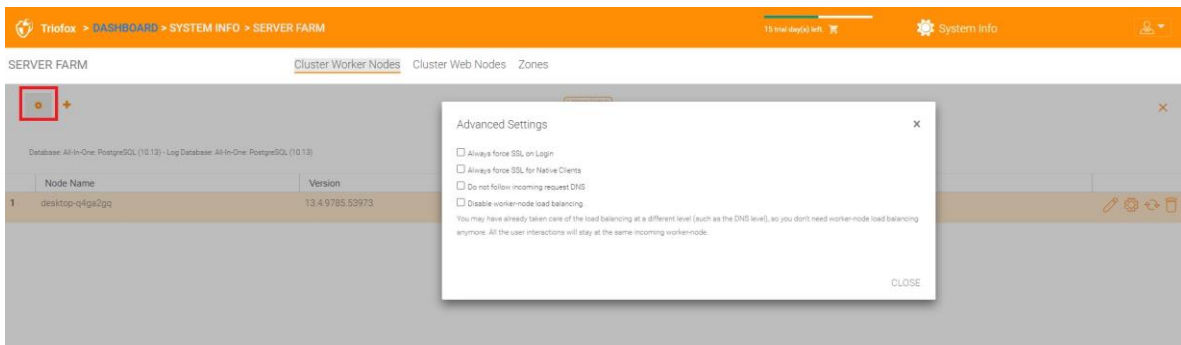 Triofox > DASHBOARD > SYSTEM INFO > SERVER FARM
15 trial day(s) left.
System Info
SERVER FARM
Cluster Worker Nodes
Cluster Web Nodes
Zones
Advanced Settings
Always force SSL on Login
Always force SSL for Native Clients
Do not follow incoming request DNS
Disable worker-node load balancing.
You may have already taken care of the load balancing at a different level (such as the DNS level), so you don't need worker-node load balancing
anymore. All the user interactions will stay at the same incoming worker-node.
CLOSE
Database: All-In-One: PostgreSQL (10.13) - Log Database: All-In-One: PostgreSQL (10.13)
Node Name
Version
1 desktop-q4ga2gq
13.4.9785.53973